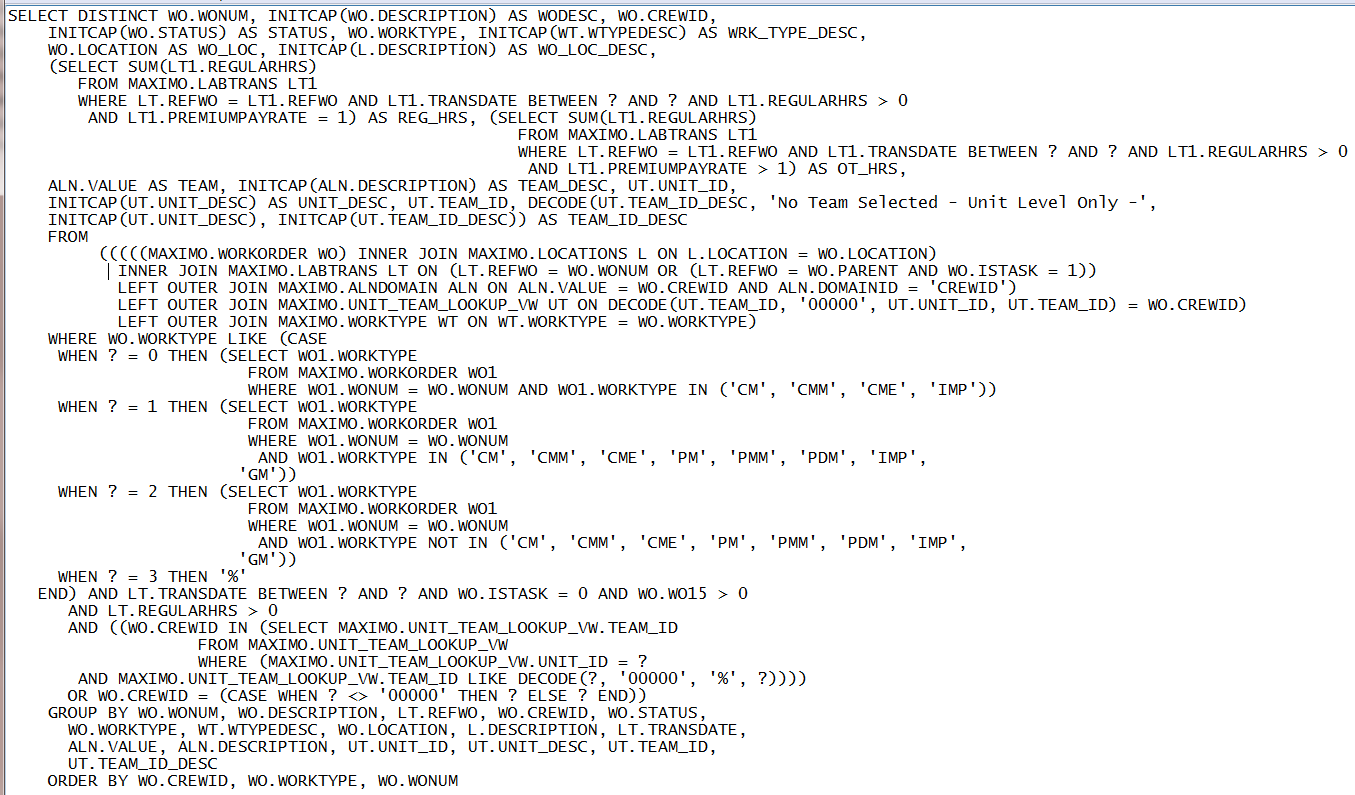 SELECT DISTINCT WO.WONUM, INITCAP(WO.DESCRIPTION) AS WODESC, WO.CREWID,
INITCAP(WO.STATUS) AS STATUS, WO.WORKTYPE, INITCAP(WT.WTYPEDESC) AS WRK_TYPE_DESC,
WO.LOCATION AS WO_LOC, INITCAP(L.DESCRIPTION) AS WO_LOC_DESC,
(SELECT SUM(LT1.REGULARHRS)
FROM MAXIMO.LABTRANS LT1
WHERE LT.REFWO = LT1.REFWO AND LT1.TRANSDATE BETWEEN ? AND ? AND LT1.REGULARHRS > 0
AND LT1.PREMIUMPAYRATE = 1) AS REG_HRS, (SELECT SUM(LT1.REGULARHRS)
FROM MAXIMO.LABTRANS LT1
WHERE LT.REFWO = LT1.REFWO AND LT1.TRANSDATE BETWEEN ? AND ? AND LT1.REGULARHRS > 0
AND LT1.PREMIUMPAYRATE > 1) AS OT_HRS,
ALN.VALUE AS TEAM, INITCAP(ALN.DESCRIPTION) AS TEAM_DESC, UT.UNIT_ID,
INITCAP(UT.UNIT_DESC) AS UNIT_DESC, UT.TEAM_ID, DECODE(UT.TEAM_ID_DESC, 'No Team Selected - Unit Level Only -',
INITCAP(UT.UNIT_DESC), INITCAP(UT.TEAM_ID_DESC)) AS TEAM_ID_DESC
FROM
(((((MAXIMO.WORKORDER WO) INNER JOIN MAXIMO.LOCATIONS L ON L.LOCATION = WO.LOCATION)
INNER JOIN MAXIMO.LABTRANS LT ON (LT.REFWO = WO.WONUM OR (LT.REFWO = WO.PARENT AND WO.ISTASK = 1))
LEFT OUTER JOIN MAXIMO.ALNDOMAIN ALN ON ALN.VALUE = WO.CREWID AND ALN.DOMAINID = 'CREWID')
LEFT OUTER JOIN MAXIMO.UNIT_TEAM_LOOKUP_VW UT ON DECODE(UT.TEAM_ID, '00000', UT.UNIT_ID, UT.TEAM_ID) = WO.CREWID)
LEFT OUTER JOIN MAXIMO.WORKTYPE WT ON WT.WORKTYPE = WO.WORKTYPE)
WHERE WO.WORKTYPE LIKE (CASE
WHEN ? = 0 THEN (SELECT WO1.WORKTYPE
FROM MAXIMO.WORKORDER WO1
WHERE WO1.WONUM = WO.WONUM AND WO1.WORKTYPE IN ('CM', 'CMM', 'CME', 'IMP'))
WHEN ? = 1 THEN (SELECT WO1.WORKTYPE
FROM MAXIMO.WORKORDER WO1
WHERE WO1.WONUM = WO.WONUM
AND WO1.WORKTYPE IN ('CM', 'CMM', 'CME', 'PM', 'PMM', 'PDM', 'IMP',
'GM'))
WHEN ? = 2 THEN (SELECT WO1.WORKTYPE
FROM MAXIMO.WORKORDER WO1
WHERE WO1.WONUM = WO.WONUM
AND WO1.WORKTYPE NOT IN ('CM', 'CMM', 'CME', 'PM', 'PMM', 'PDM', 'IMP',
'GM'))
WHEN ? = 3 THEN '%'
END) AND LT.TRANSDATE BETWEEN ? AND ? AND WO.ISTASK = 0 AND WO.WO15 > 0
AND LT.REGULARHRS > 0
AND ((WO.CREWID IN (SELECT MAXIMO.UNIT_TEAM_LOOKUP_VW.TEAM_ID
FROM MAXIMO.UNIT_TEAM_LOOKUP_VW
WHERE (MAXIMO.UNIT_TEAM_LOOKUP_VW.UNIT_ID = ?
AND MAXIMO.UNIT_TEAM_LOOKUP_VW.TEAM_ID LIKE DECODE(?, '00000', '%', ?))))
OR WO.CREWID = (CASE WHEN ? <> '00000' THEN ? ELSE ? END))
GROUP BY WO.WONUM, WO.DESCRIPTION, LT.REFWO, WO.CREWID, WO.STATUS,
WO.WORKTYPE, WT.WTYPEDESC, WO.LOCATION, L.DESCRIPTION, LT.TRANSDATE,
ALN.VALUE, ALN.DESCRIPTION, UT.UNIT_ID, UT.UNIT_DESC, UT.TEAM_ID,
UT.TEAM_ID_DESC
ORDER BY WO.CREWID, WO.WORKTYPE, WO.WONUM